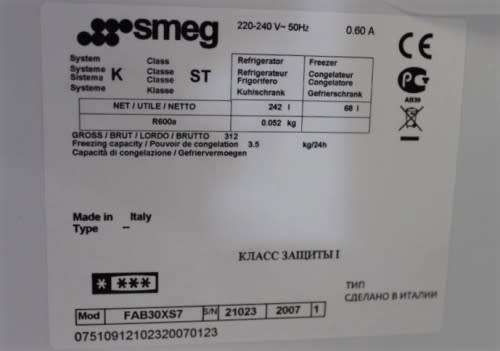 smeg 220-240 V~ 50Hz 0.60 A
System Class Refrigerator Freezer
Systeme Classe Refrigerateur Congelateur
Sistema K Classe ST Frigorifero Congelatore
Systeme Klasse Kuhlschrank Gefrierschrank
NET / UTILE / NETTO 242 l 68 l
R600a 0.052 kg
GROSS / BRUT / LORDO / BRUTTO 312
Freezing capacity / Pouvoir de congelation 3.5 kg/24h
Capacità di congelazione / Gefriervermoegen
CE
Made in Italy
Type --
КЛАСС ЗАЩИТЫ I
* ***
ТИП
СДЕЛАНО В ИТАЛИИ
Mod FAB30XS7 S/N 21023 2007 1
07510912102320070123